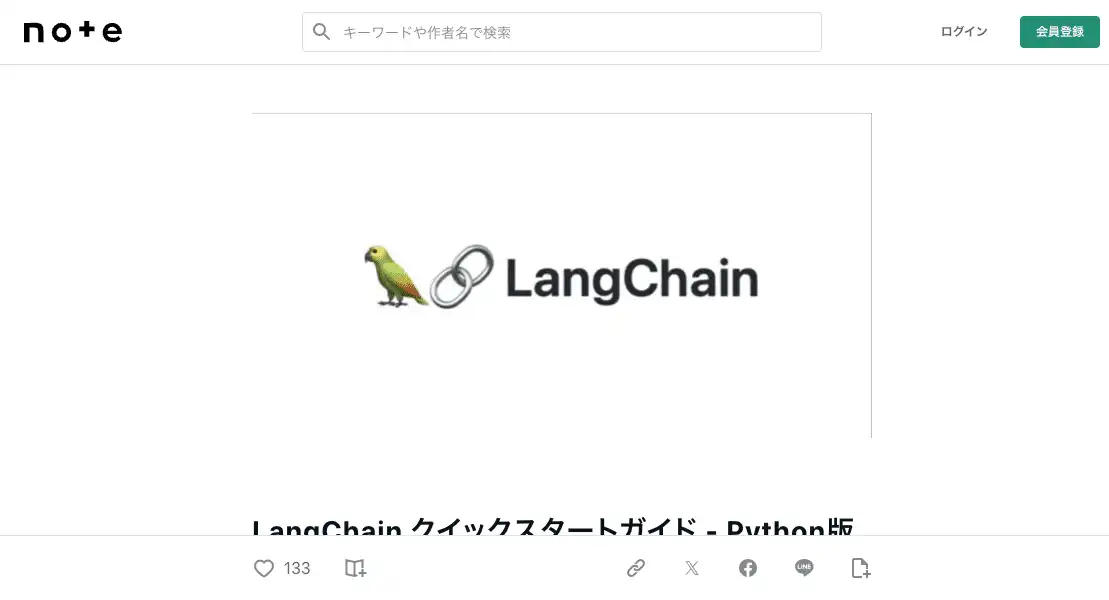 note
キーワードや作者名で検索
ログイン
会員登録
LangChain
LangChain クイックスタートガイド - Python版
133
LINE